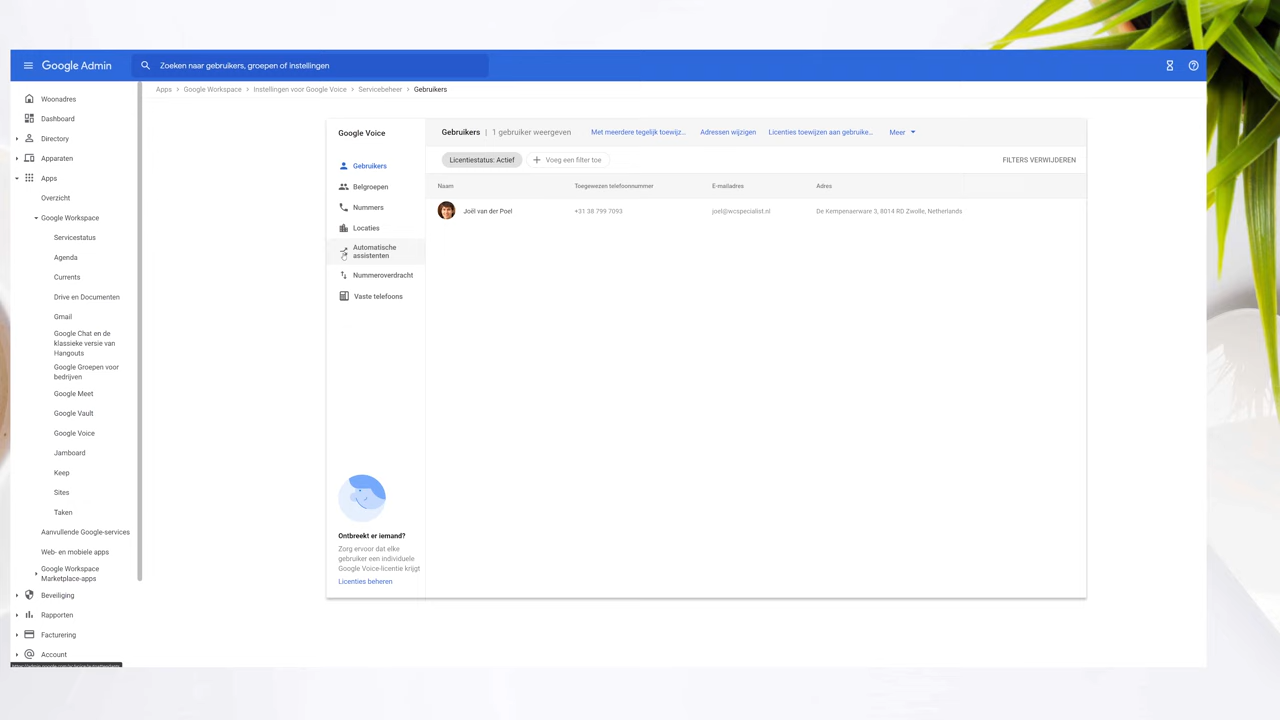 Google Admin
Zoeken naar gebruikers, groepen of instellingen
Apps › Google Workspace › Instellingen voor Google Voice › Servicebeheer › Gebruikers
Woonadres
Dashboard
Directory
Apparaten
Apps
Overzicht
Google Workspace
Servicestatus
Agenda
Currents
Drive en Documenten
Gmail
Google Chat en de
klassieke versie van
Hangouts
Google Groepen voor
bedrijven
Google Meet
Google Vault
Google Voice
Jamboard
Keep
Sites
Taken
Aanvullende Google-services
Web- en mobiele apps
Google Workspace
Marketplace-apps
Beveiliging
Rapporten
Facturering
Account
Google Voice
Gebruikers
Belgroepen
Nummers
Locaties
Automatische
assistenten
Nummeroverdracht
Vaste telefoons
Ontbreekt er iemand?
Zorg ervoor dat elke
gebruiker een individuele
Google Voice-licentie krijgt
Licenties beheren
Gebruikers | 1 gebruiker weergeven Met meerdere tegelijk toewijz... Adressen wijzigen Licenties toewijzen aan gebruike... Meer
Licentiestatus: Actief Voeg een filter toe FILTERS VERWIJDEREN
Naam Toegewezen telefoonnummer E-mailadres Adres
Joël van der Poel +31 38 799 7093 joel@wcspecialist.nl De Kempenaerware 3, 8014 RD Zwolle, Netherlands